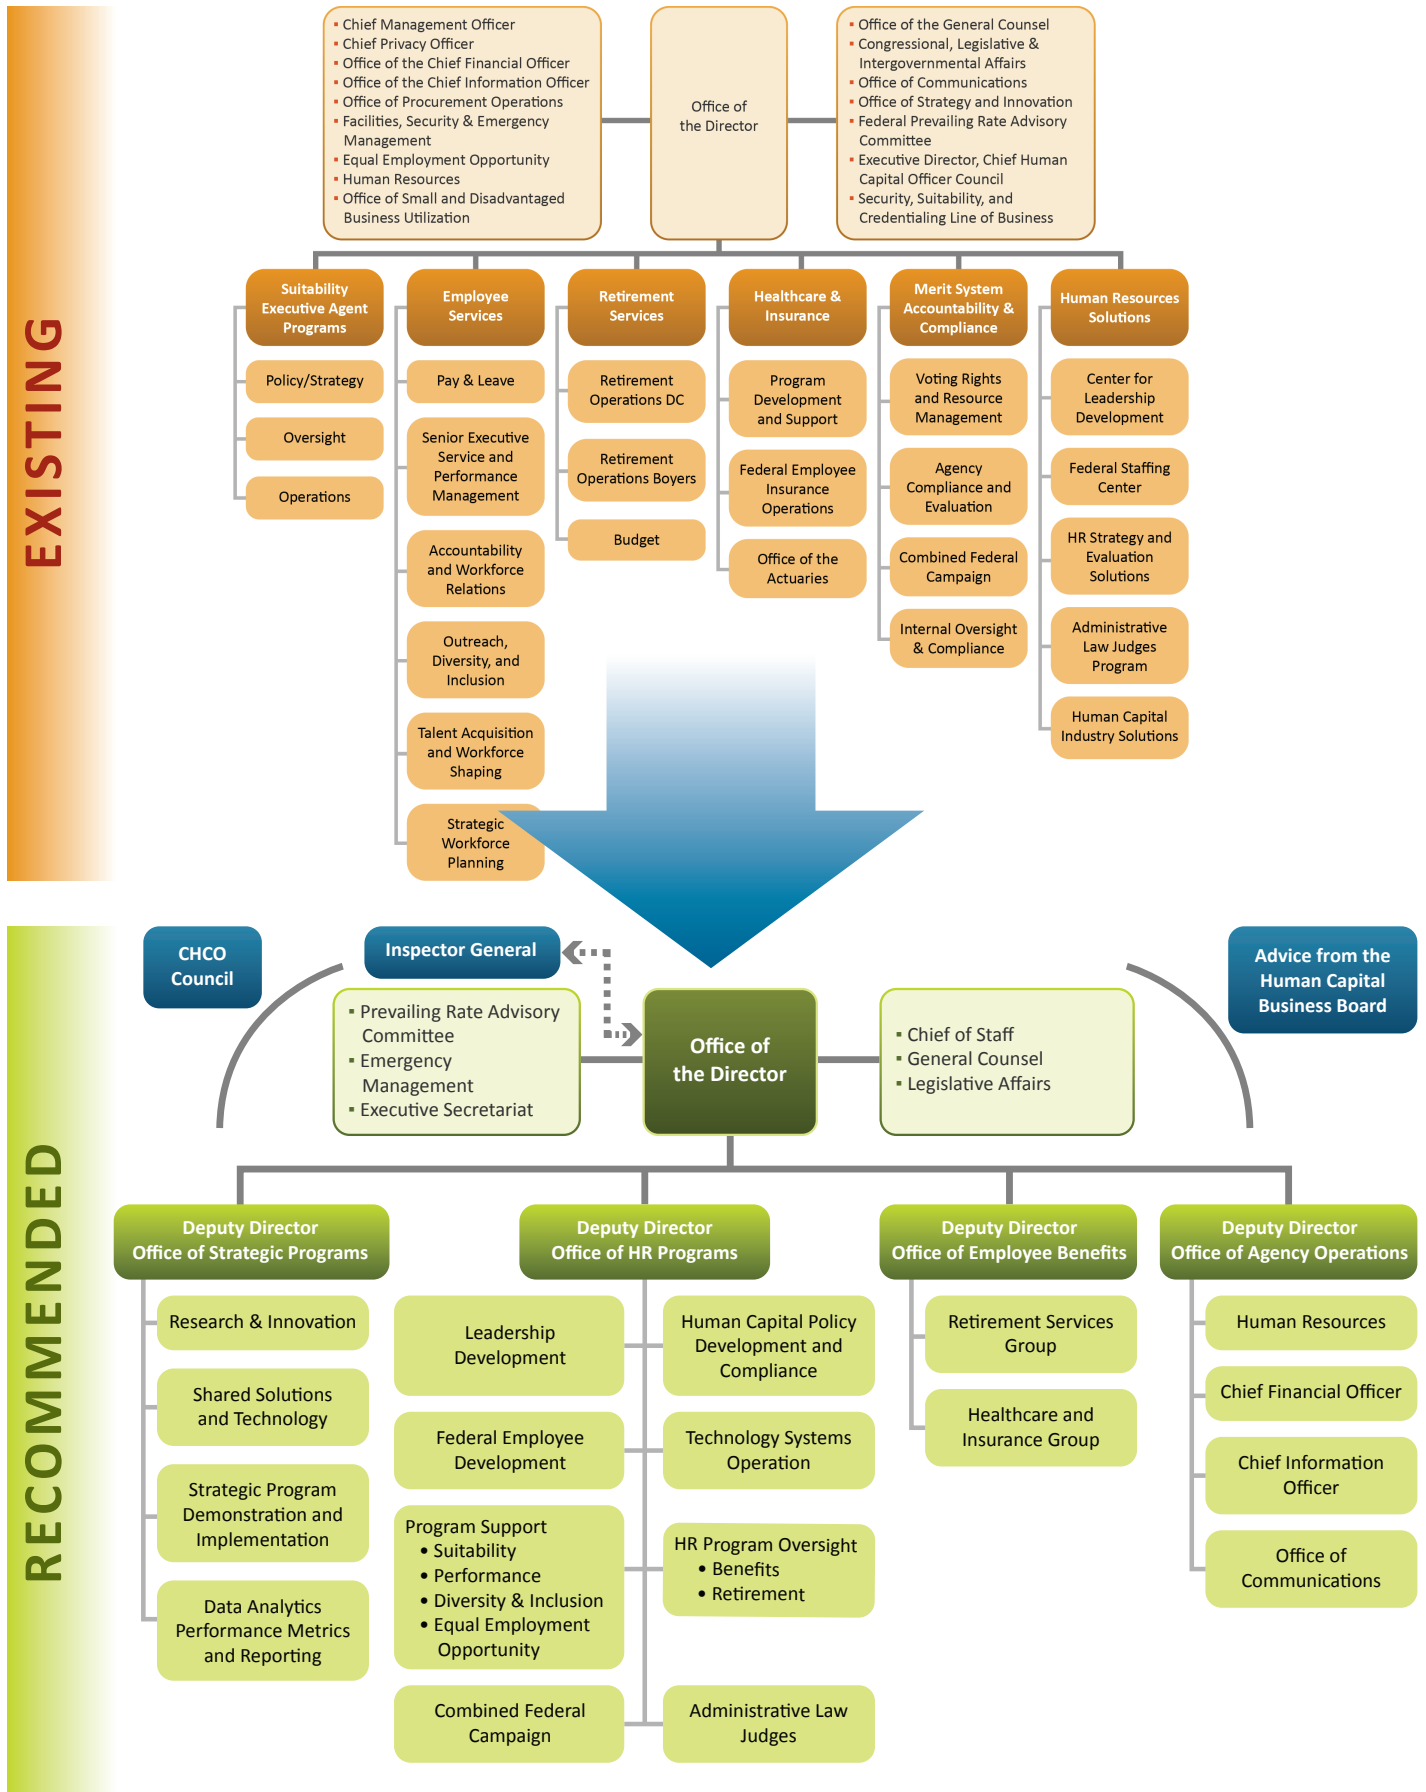 EXISTING
▪ Chief Management Officer
▪ Chief Privacy Officer
▪ Office of the Chief Financial Officer
▪ Office of the Chief Information Officer
▪ Office of Procurement Operations
▪ Facilities, Security & Emergency
Management
▪ Equal Employment Opportunity
▪ Human Resources
▪ Office of Small and Disadvantaged
Business Utilization
Office of
the Director
▪ Office of the General Counsel
▪ Congressional, Legislative &
Intergovernmental Affairs
▪ Office of Communications
▪ Office of Strategy and Innovation
▪ Federal Prevailing Rate Advisory
Committee
▪ Executive Director, Chief Human
Capital Officer Council
▪ Security, Suitability, and
Credentialing Line of Business
Suitability
Executive Agent
Programs
Policy/Strategy
Oversight
Operations
Employee
Services
Pay & Leave
Senior Executive
Service and
Performance
Management
Accountability
and Workforce
Relations
Outreach,
Diversity, and
Inclusion
Talent Acquisition
and Workforce
Shaping
Strategic
Workforce
Planning
Retirement
Services
Retirement
Operations DC
Retirement
Operations Boyers
Budget
Healthcare &
Insurance
Program
Development
and Support
Federal Employee
Insurance
Operations
Office of the
Actuaries
Merit System
Accountability &
Compliance
Voting Rights
and Resource
Management
Agency
Compliance and
Evaluation
Combined Federal
Campaign
Internal Oversight
& Compliance
Human Resources
Solutions
Center for
Leadership
Development
Federal Staffing
Center
HR Strategy and
Evaluation
Solutions
Administrative
Law Judges
Program
Human Capital
Industry Solutions
RECOMMENDED
CHCO
Council
Inspector General
Advice from the
Human Capital
Business Board
▪ Prevailing Rate Advisory
Committee
▪ Emergency
Management
▪ Executive Secretariat
Office of
the Director
▪ Chief of Staff
▪ General Counsel
▪ Legislative Affairs
Deputy Director
Office of Strategic Programs
Research & Innovation
Shared Solutions
and Technology
Strategic Program
Demonstration and
Implementation
Data Analytics
Performance Metrics
and Reporting
Deputy Director
Office of HR Programs
Leadership
Development
Federal Employee
Development
Program Support
• Suitability
• Performance
• Diversity & Inclusion
• Equal Employment
Opportunity
Combined Federal
Campaign
Human Capital Policy
Development and
Compliance
Technology Systems
Operation
HR Program Oversight
• Benefits
• Retirement
Administrative Law
Judges
Deputy Director
Office of Employee Benefits
Retirement Services
Group
Healthcare and
Insurance Group
Deputy Director
Office of Agency Operations
Human Resources
Chief Financial Officer
Chief Information
Officer
Office of
Communications